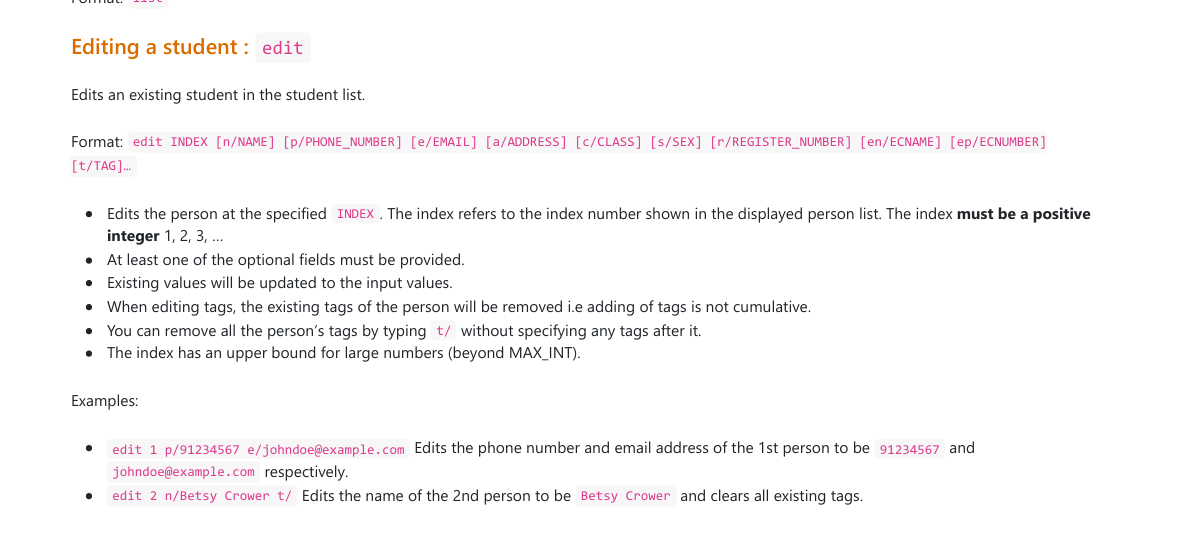 Format: list
Editing a student : edit
Edits an existing student in the student list.
Format: edit INDEX [n/NAME] [p/PHONE_NUMBER] [e/EMAIL] [a/ADDRESS] [c/CLASS] [s/SEX] [r/REGISTER_NUMBER] [en/ECNAME] [ep/ECNUMBER]
[t/TAG]…
• Edits the person at the specified INDEX . The index refers to the index number shown in the displayed person list. The index must be a positive
integer 1, 2, 3, …
• At least one of the optional fields must be provided.
• Existing values will be updated to the input values.
• When editing tags, the existing tags of the person will be removed i.e adding of tags is not cumulative.
• You can remove all the person’s tags by typing t/ without specifying any tags after it.
• The index has an upper bound for large numbers (beyond MAX_INT).
Examples:
• edit 1 p/91234567 e/johndoe@example.com Edits the phone number and email address of the 1st person to be 91234567 and
johndoe@example.com respectively.
• edit 2 n/Betsy Crower t/ Edits the name of the 2nd person to be Betsy Crower and clears all existing tags.